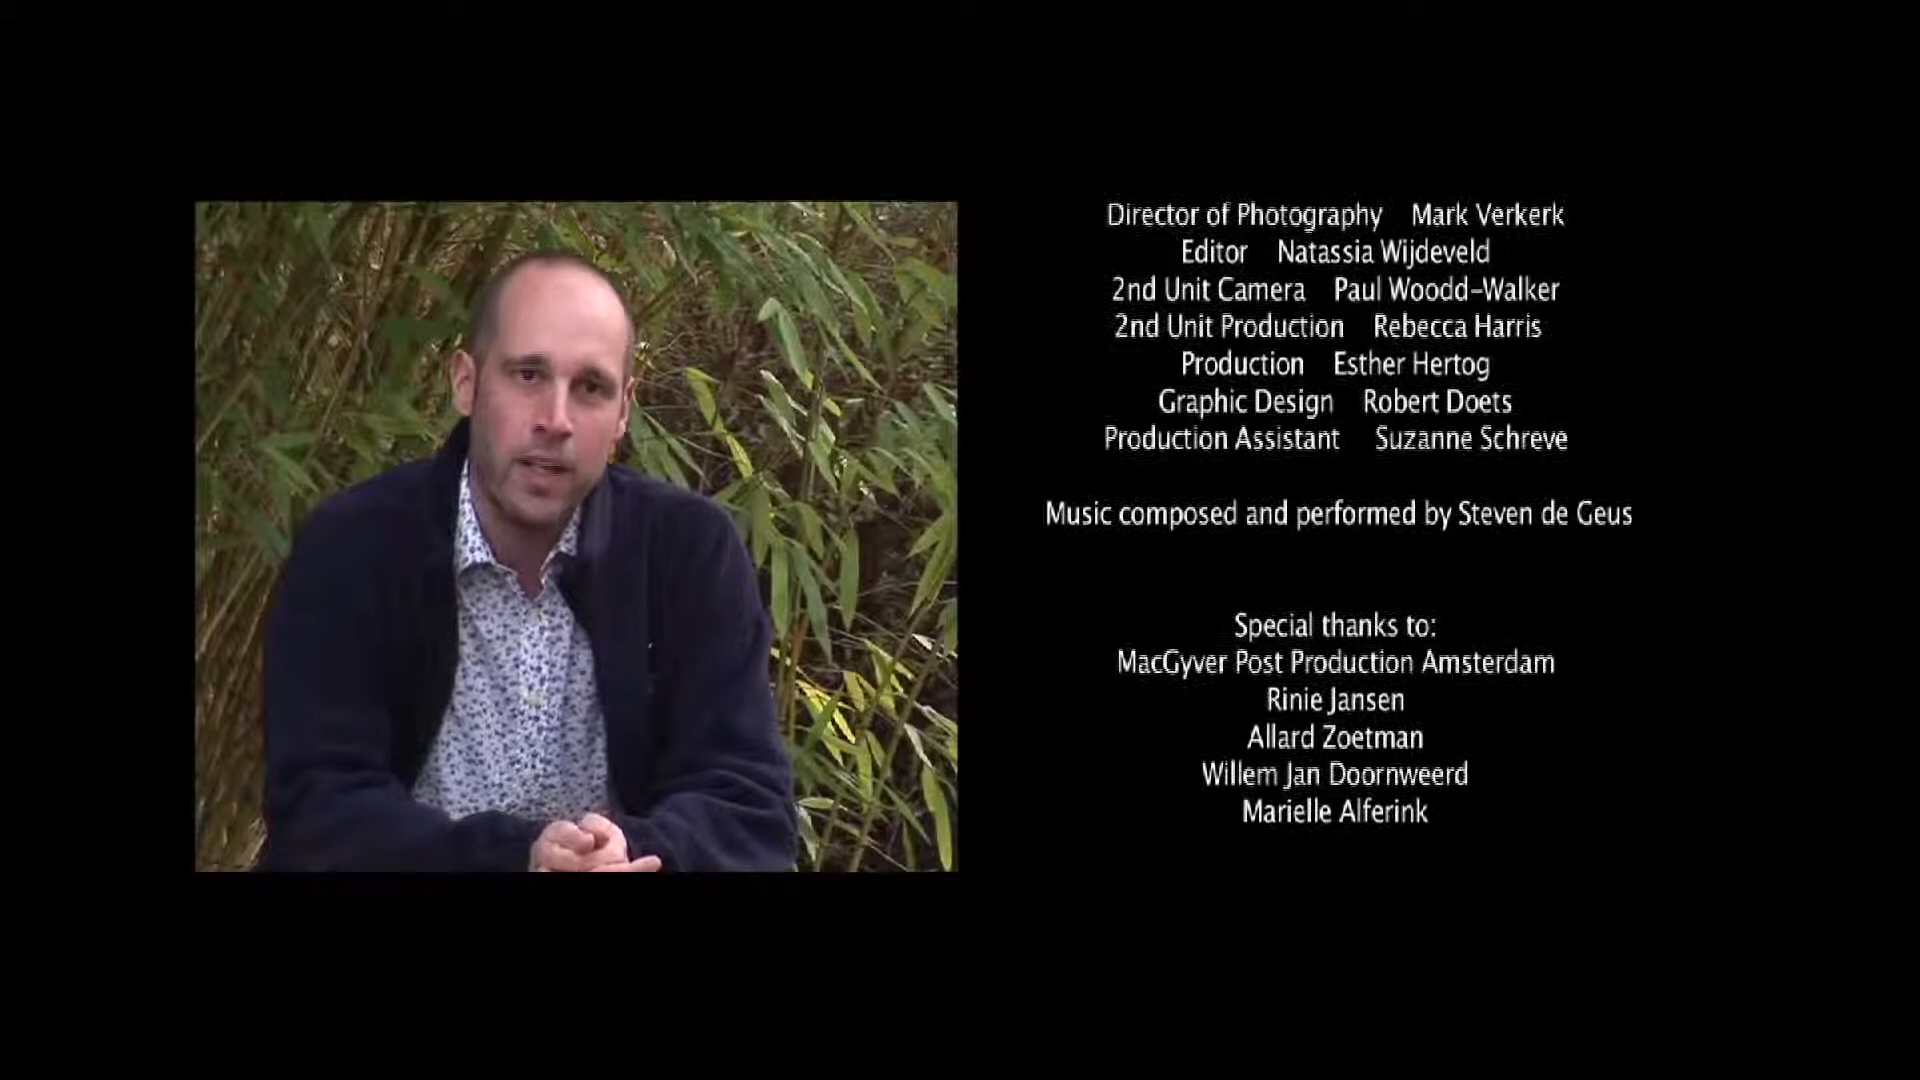 Director of Photography Mark Verkerk
Editor Natassia Wijdeveld
2nd Unit Camera Paul Woodd-Walker
2nd Unit Production Rebecca Harris
Production Esther Hertog
Graphic Design Robert Doets
Production Assistant Suzanne Schreve
Music composed and performed by Steven de Geus
Special thanks to:
MacGyver Post Production Amsterdam
Rinie Jansen
Allard Zoetman
Willem Jan Doornweerd
Marielle Alferink